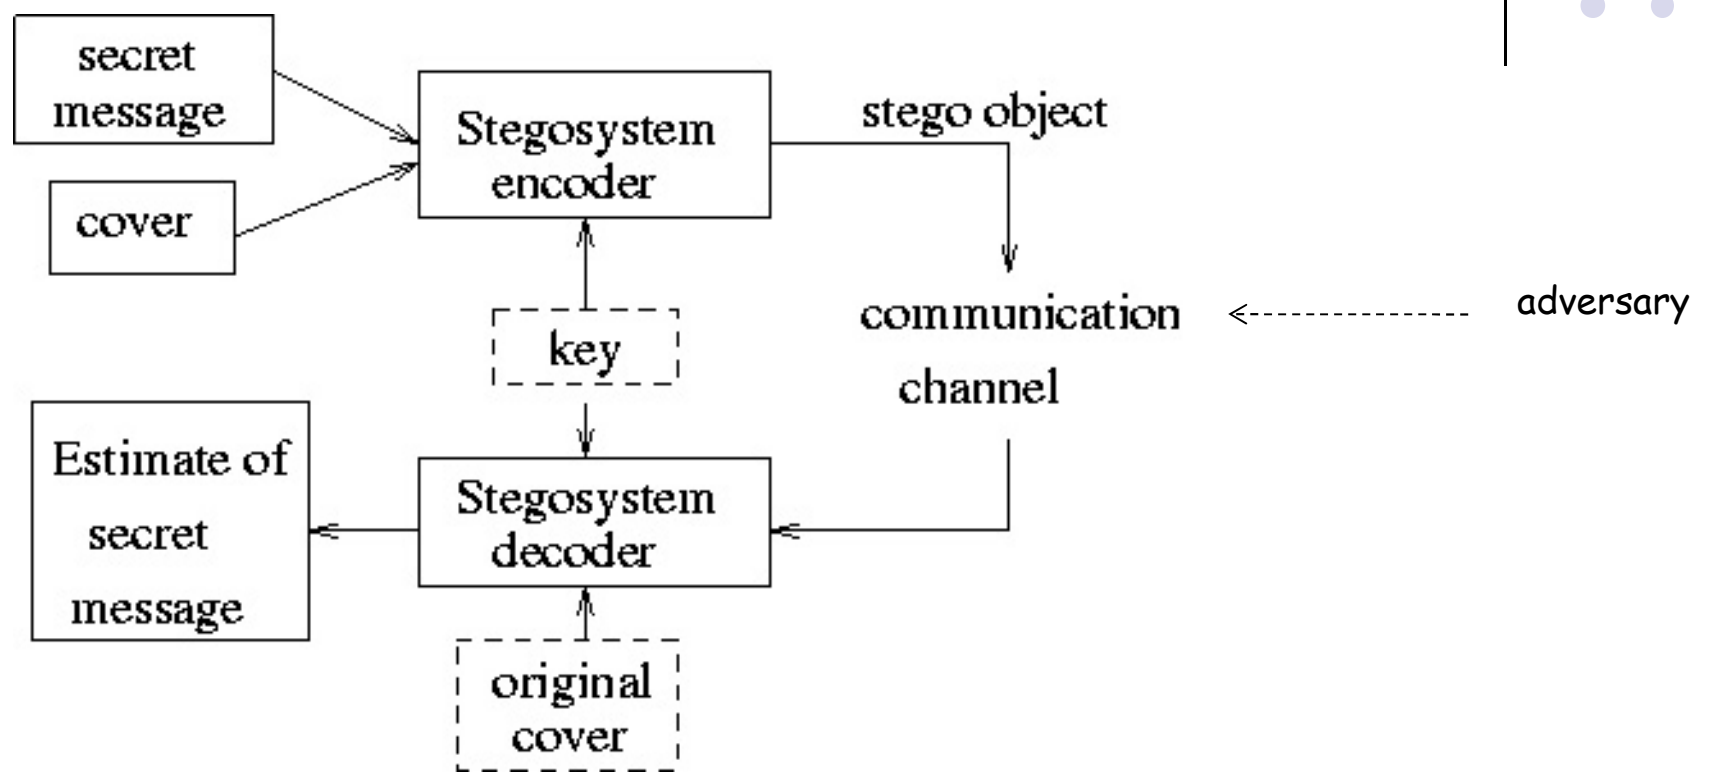 secret
message
cover
Stegosystem
encoder
stego object
key
communication
channel
adversary
Stegosystem
decoder
Estimate of
secret
message
original
cover